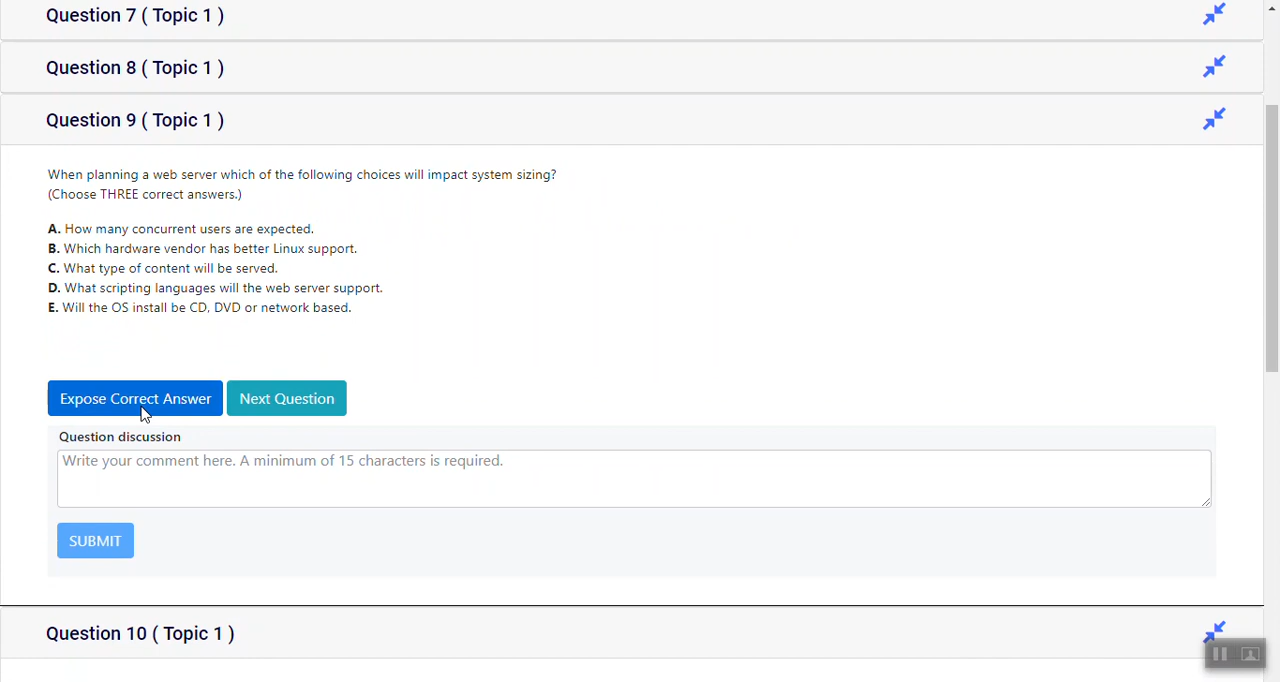 Question 7 ( Topic 1 )
Question 8 ( Topic 1 )
Question 9 ( Topic 1 )
When planning a web server which of the following choices will impact system sizing?
(Choose THREE correct answers.)
A. How many concurrent users are expected.
B. Which hardware vendor has better Linux support.
C. What type of content will be served.
D. What scripting languages will the web server support.
E. Will the OS install be CD, DVD or network based.
Expose Correct Answer Next Question
Question discussion
Write your comment here. A minimum of 15 characters is required.
SUBMIT
Question 10 ( Topic 1 )